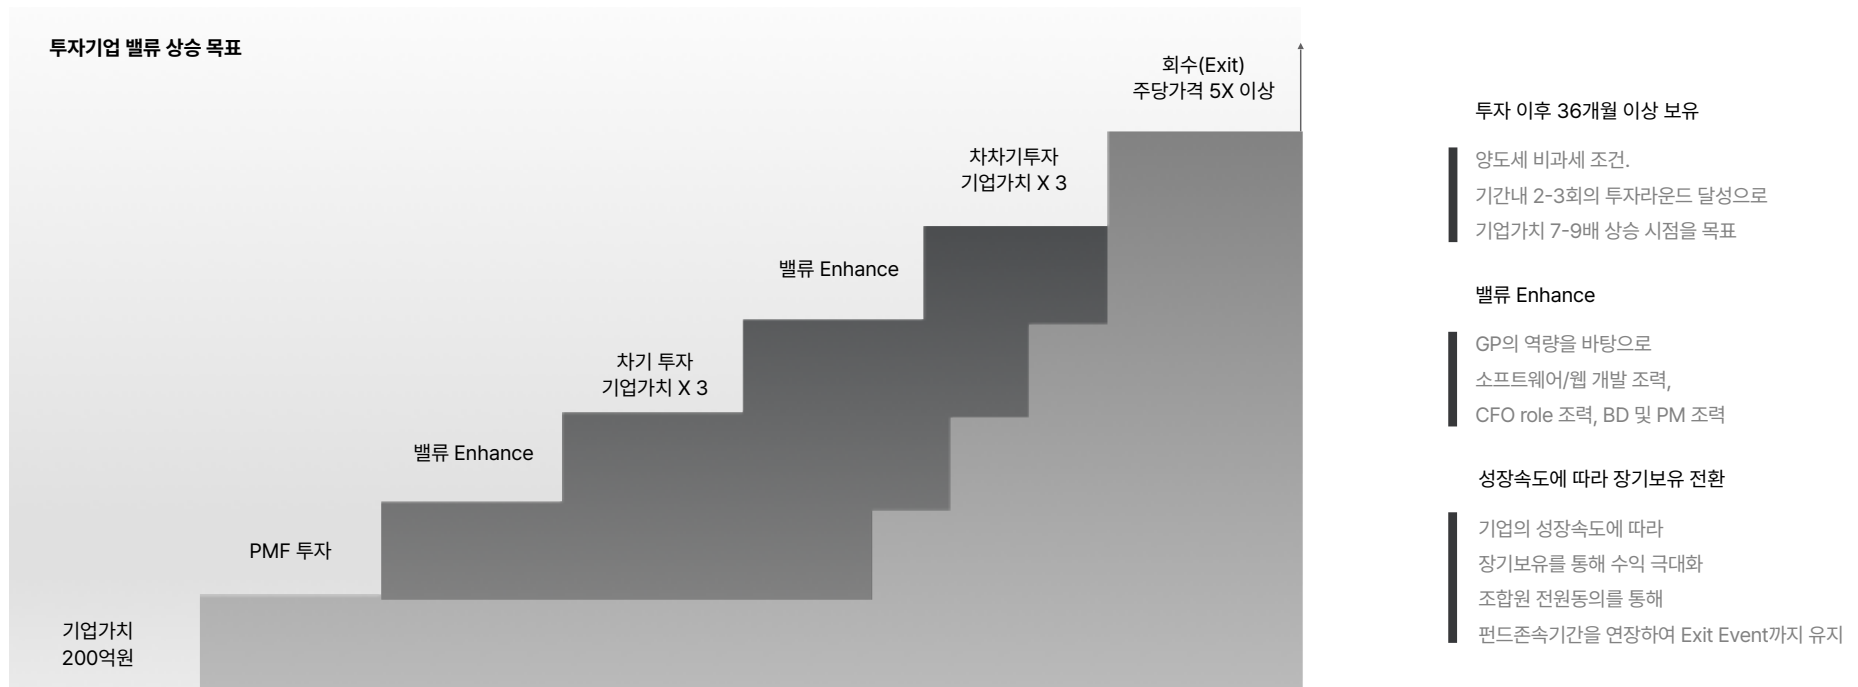 투자기업 밸류 상승 목표
기업가치
200억원
PMF 투자
밸류 Enhance
차기 투자
기업가치 X 3
밸류 Enhance
차차기투자
기업가치 X 3
회수(Exit)
주당가격 5X 이상
투자 이후 36개월 이상 보유
양도세 비과세 조건.
기간내 2-3회의 투자라운드 달성으로
기업가치 7-9배 상승 시점을 목표
밸류 Enhance
GP의 역량을 바탕으로
소프트웨어/웹 개발 조력,
CFO role 조력, BD 및 PM 조력
성장속도에 따라 장기보유 전환
기업의 성장속도에 따라
장기보유를 통해 수익 극대화
조합원 전원동의를 통해
펀드존속기간을 연장하여 Exit Event까지 유지